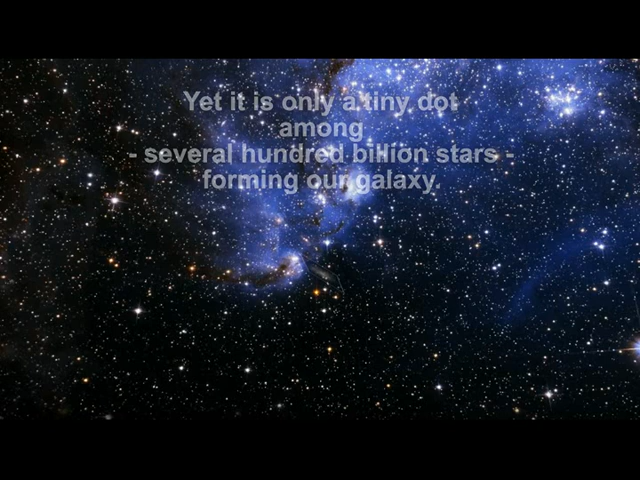 Yet it is only a tiny dot
among
- several hundred billion stars -
forming our galaxy.